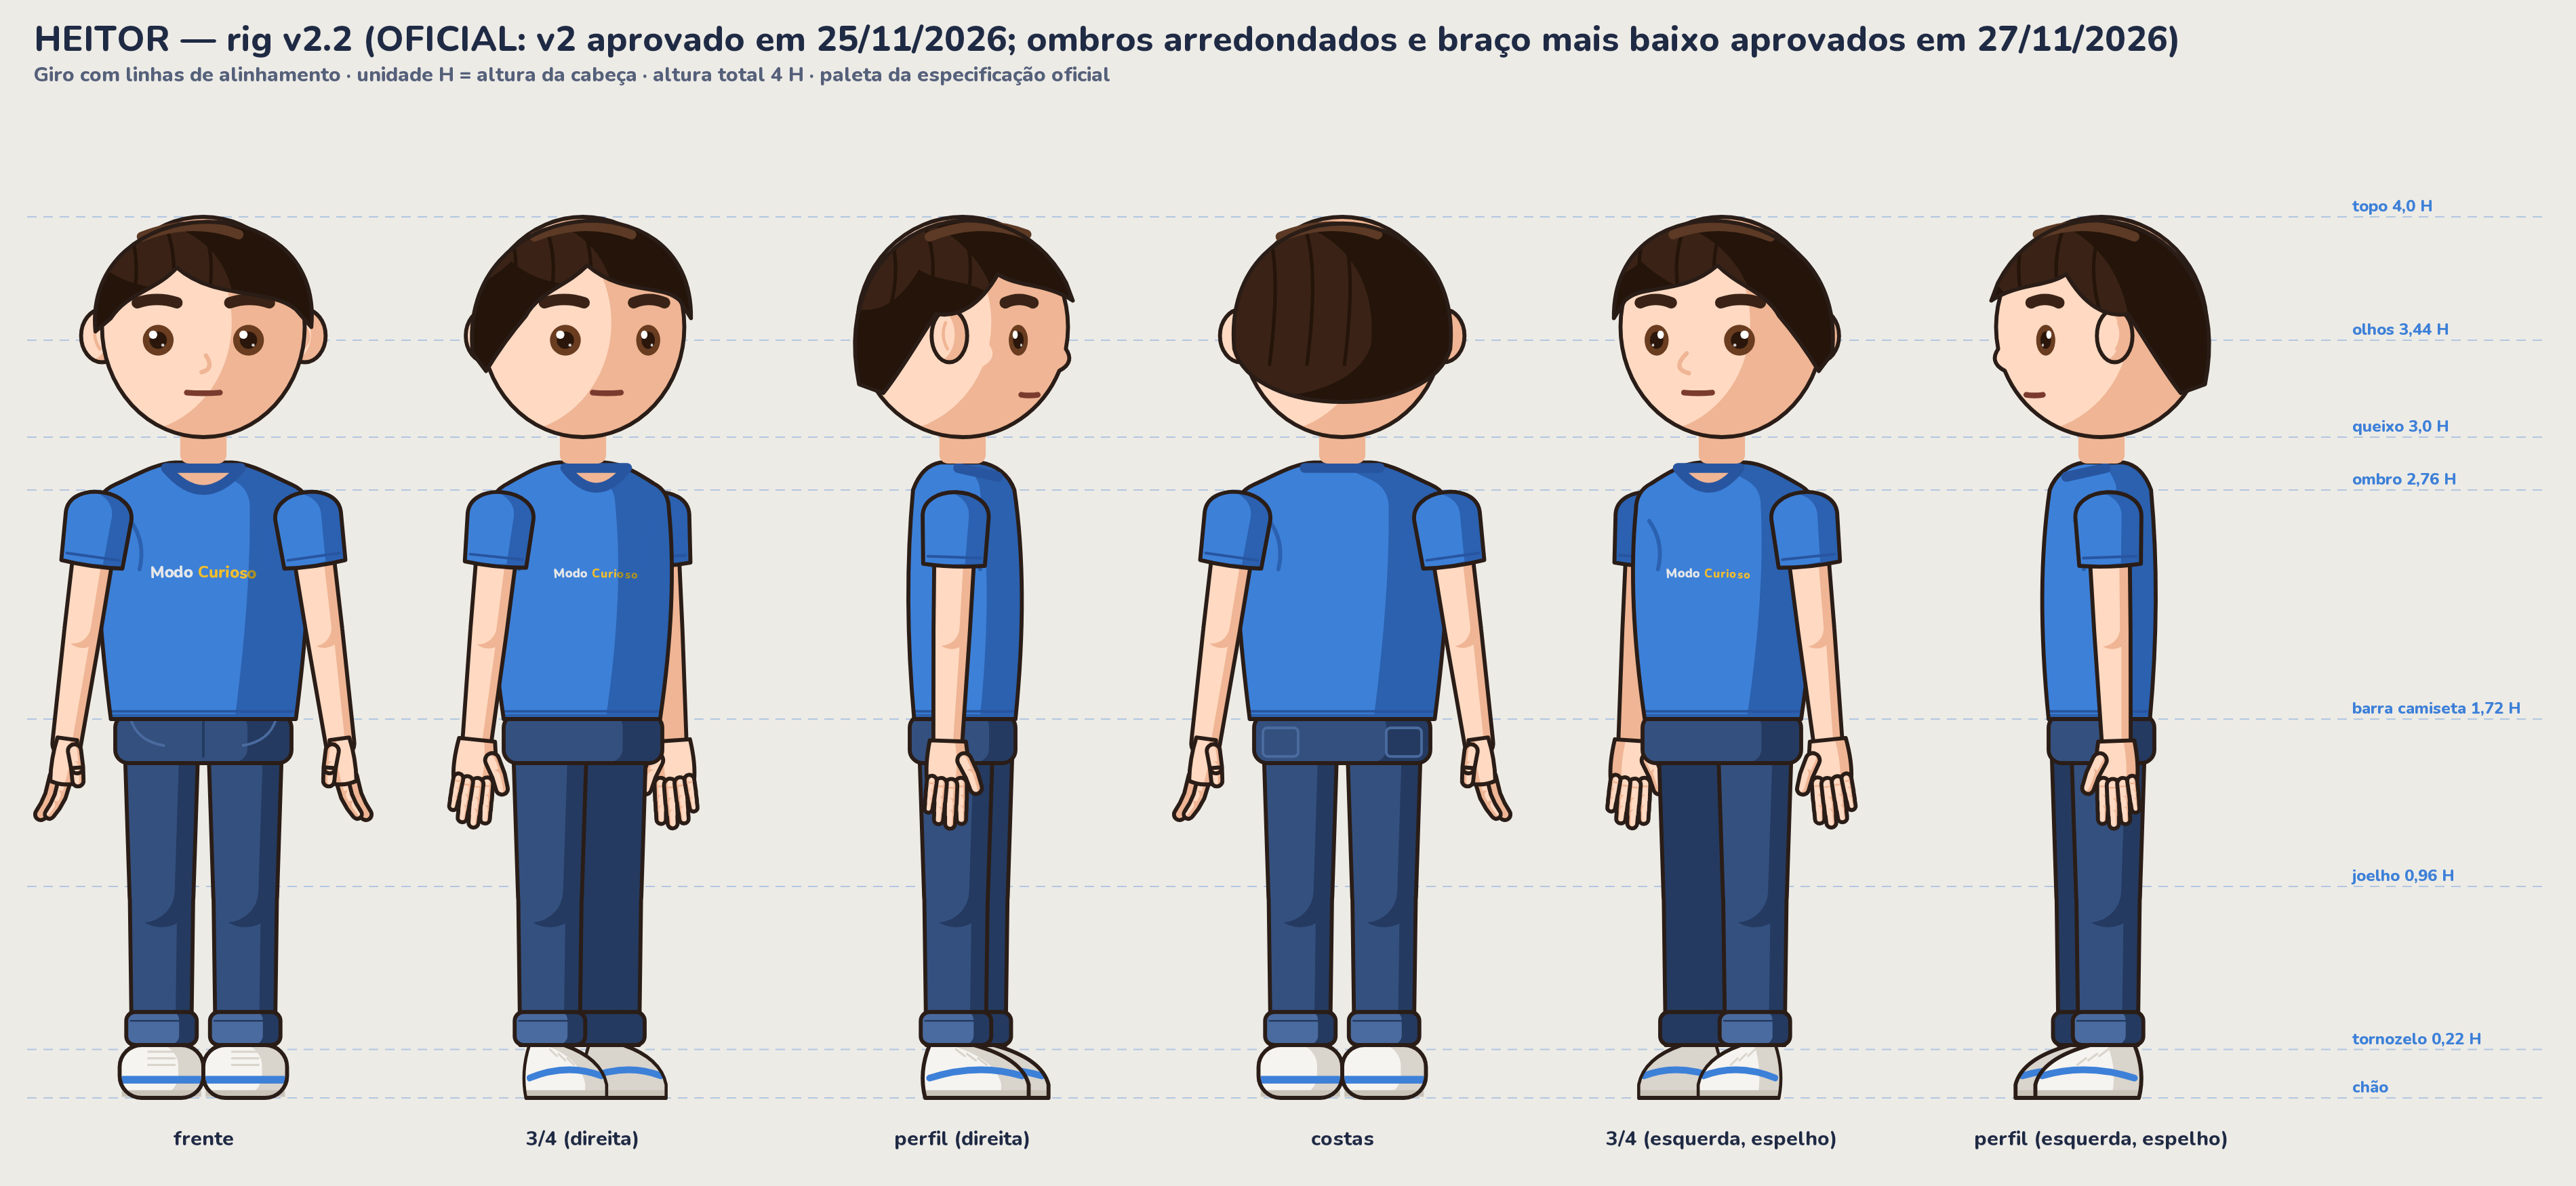 HEITOR — rig v2.2 (OFICIAL: v2 aprovado em 25/11/2026; ombros arredondados e braço mais baixo aprovados em 27/11/2026)
Giro com linhas de alinhamento · unidade H = altura da cabeça · altura total 4 H · paleta da especificação oficial
topo 4,0 H
olhos 3,44 H
queixo 3,0 H
ombro 2,76 H
Modo Curioso
Modo Curioso
Modo Curioso
barra camiseta 1,72 H
joelho 0,96 H
tornozelo 0,22 H
chão
frente
3/4 (direita)
perfil (direita)
costas
3/4 (esquerda, espelho)
perfil (esquerda, espelho)